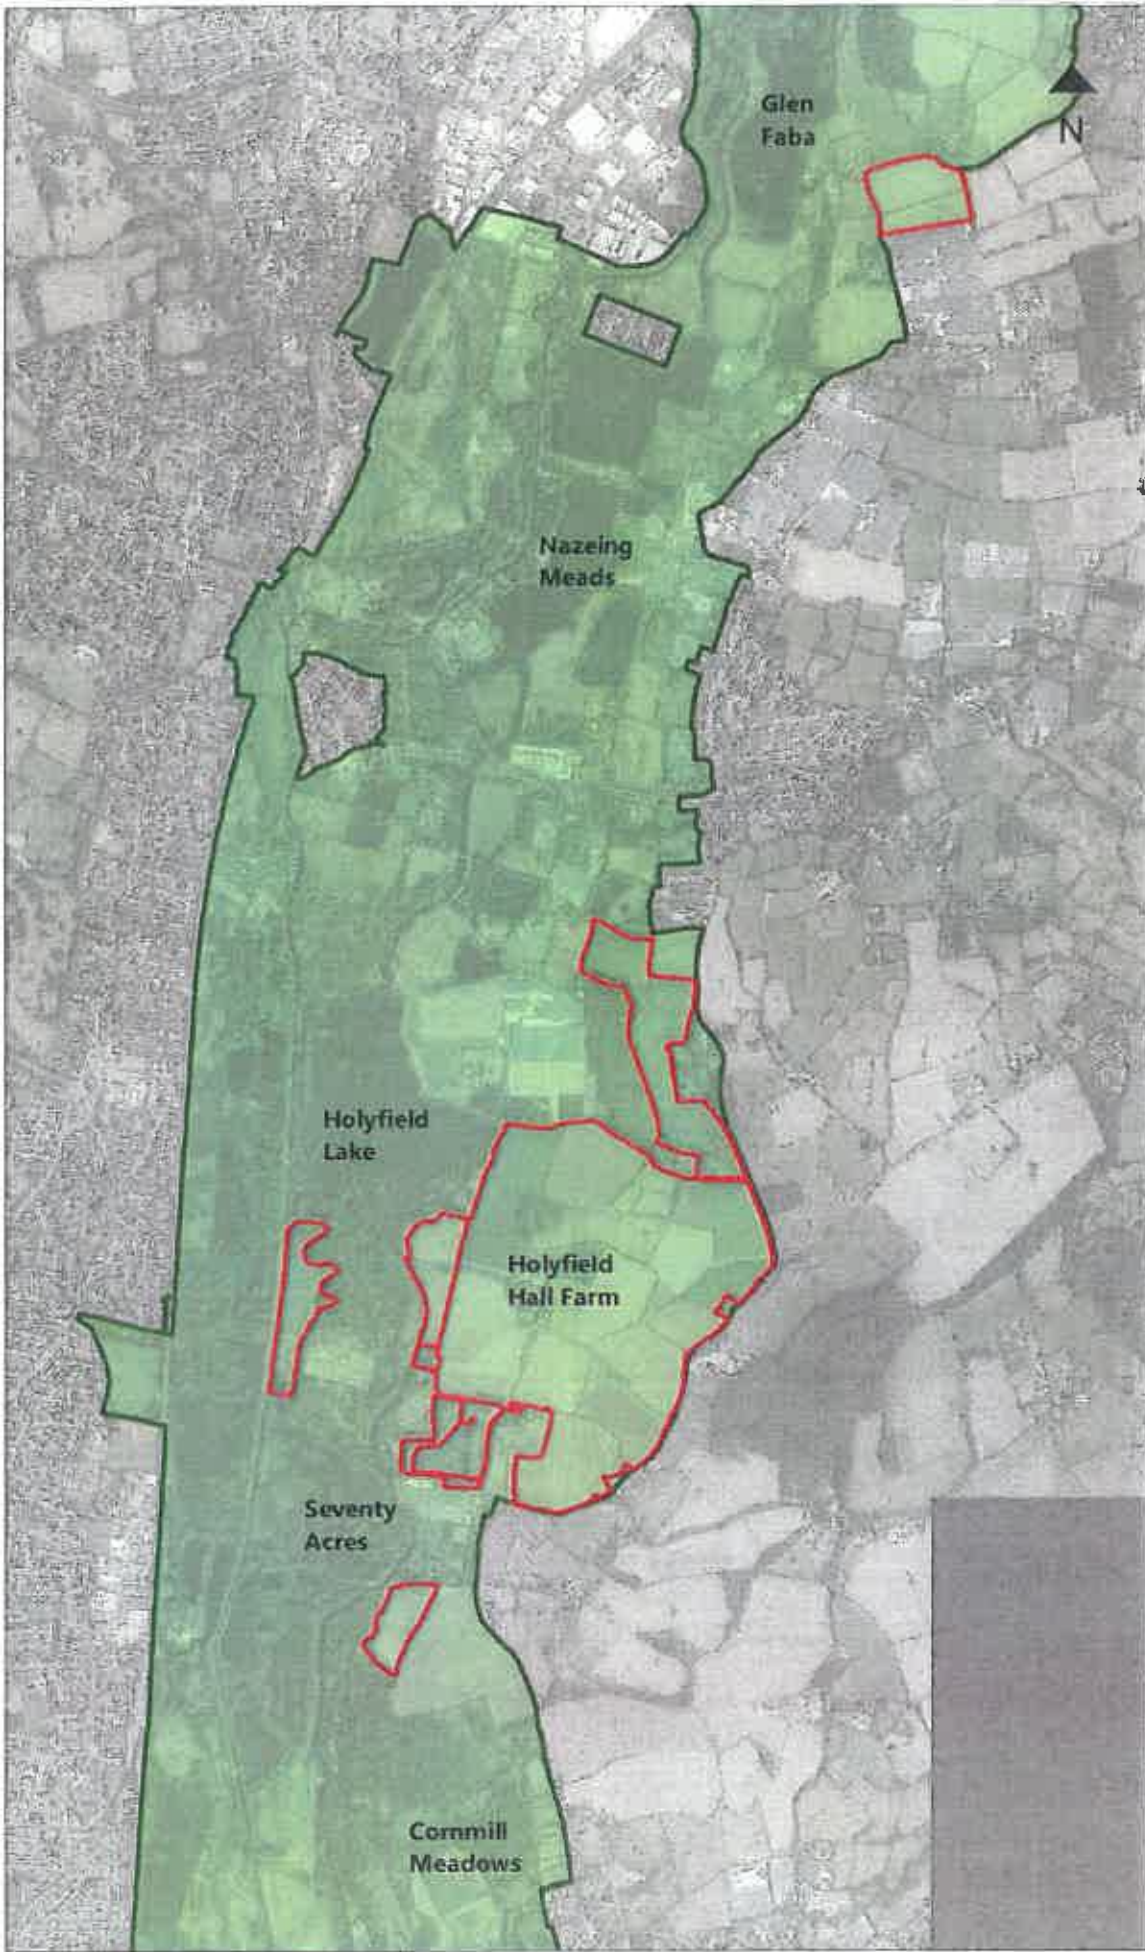 Glen
Faba
N
Nazeing
Meads
Holyfield
Lake
Holyfield
Hall Farm
Seventy
Acres
Cornmill
Meadows